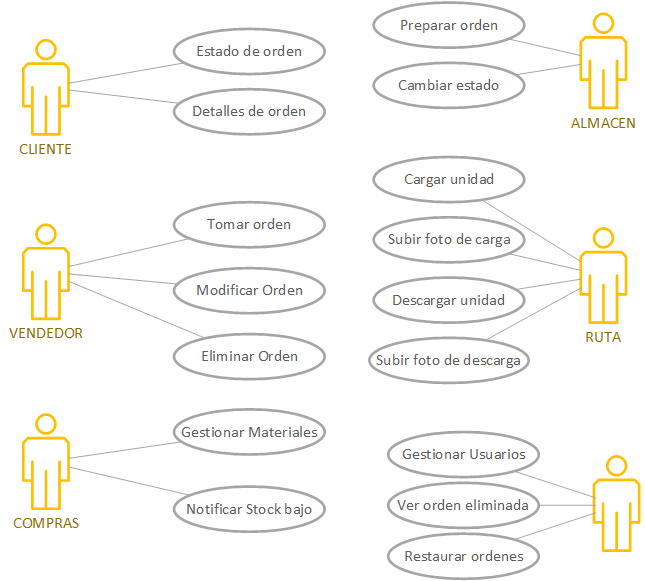 Estado de orden
Detalles de orden
CLIENTE
Preparar orden
Cambiar estado
ALMACEN
Tomar orden
Modificar Orden
Eliminar Orden
VENDEDOR
Cargar unidad
Subir foto de carga
Descargar unidad
Subir foto de descarga
RUTA
Gestionar Materiales
Notificar Stock bajo
COMPRAS
Gestionar Usuarios
Ver orden eliminada
Restaurar ordenes